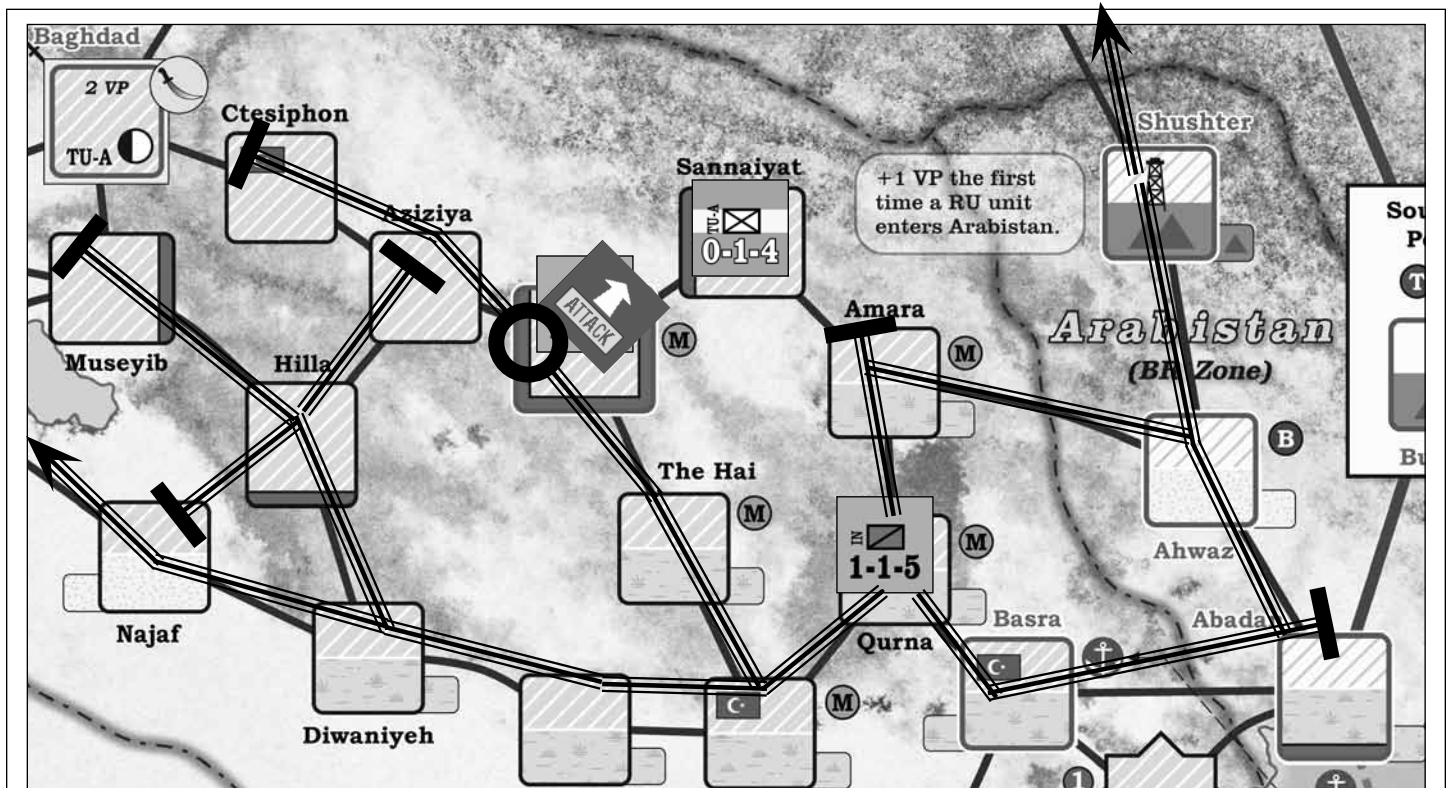 Baghdad
2 VP
TU-A
Ctesiphon
Aziziya
Sannaiyat
TU-A
0-1-4
+1 VP the first
time a RU unit
enters Arabistan.
Shushter
Sou
T
ATTACK
M
Amara
M
Arabistan
(BR Zone)
Museyib
Hilla
B
Bu
The Hai
M
IN
1-1-5
M
Ahwaz
Najaf
Qurna
Basra
Abada
Diwaniyeh
M
1